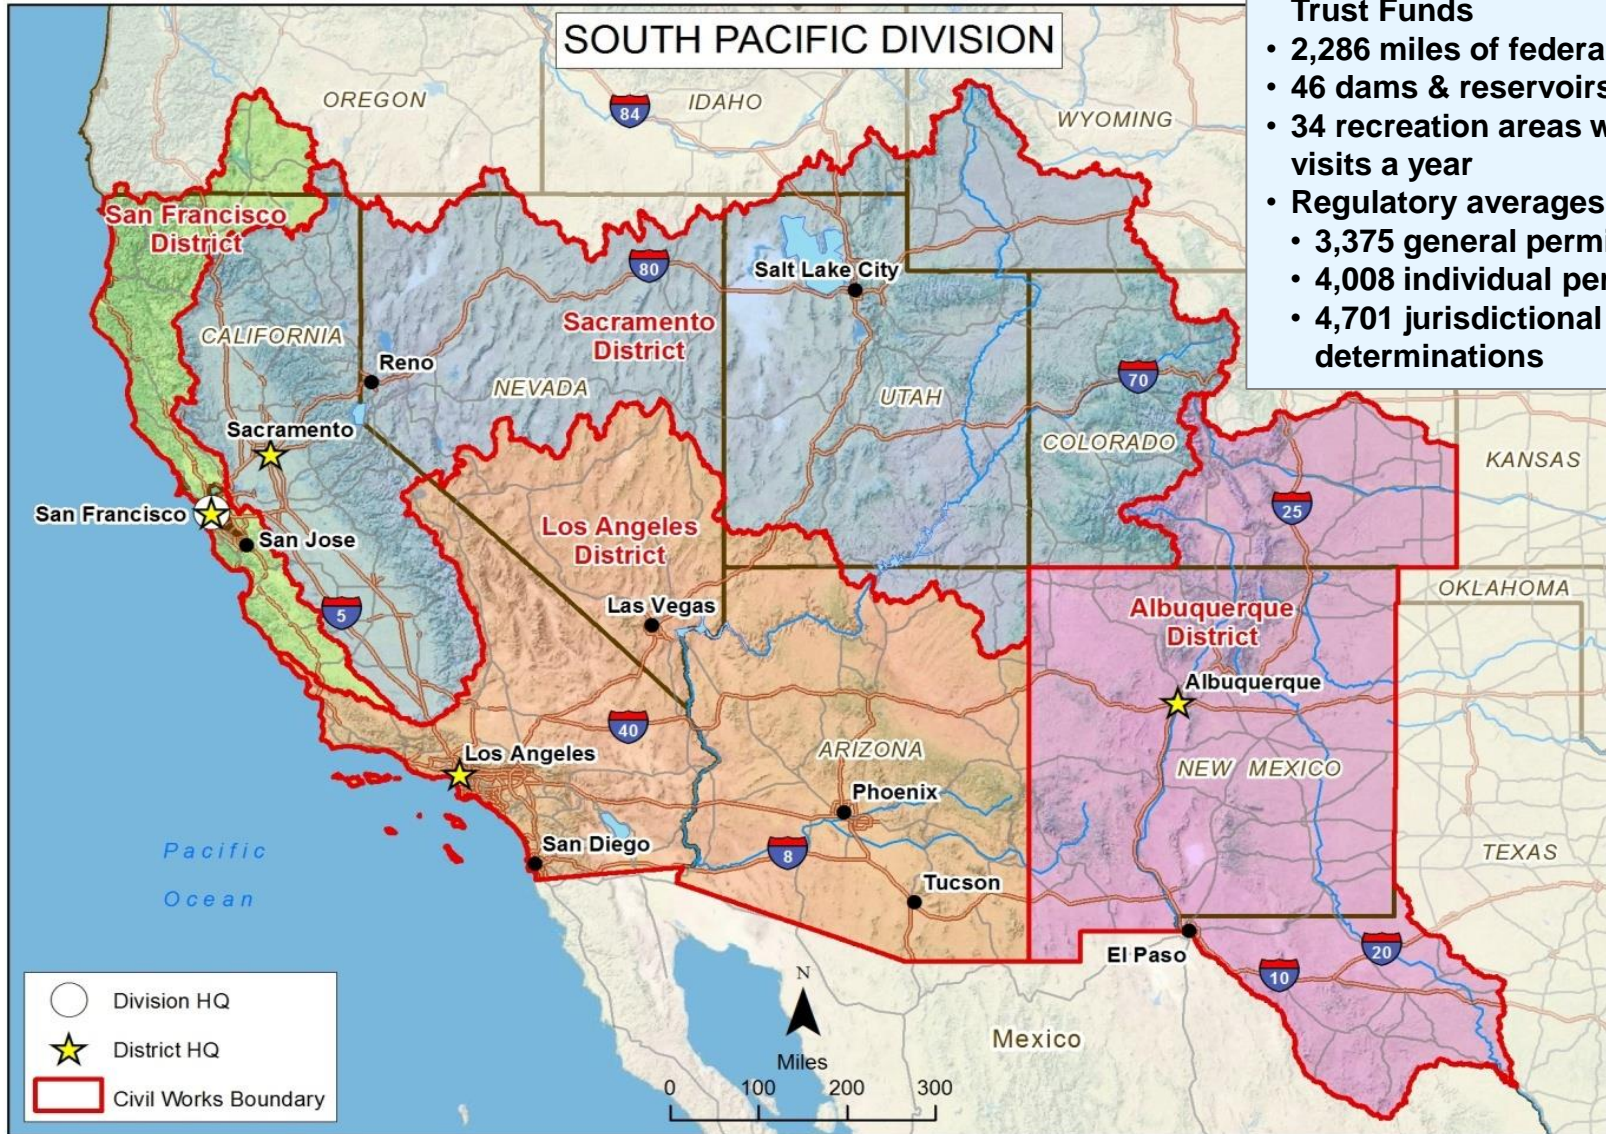 SOUTH PACIFIC DIVISION
Trust Funds
• 2,286 miles of federa
• 46 dams & reservoirs
• 34 recreation areas w
visits a year
• Regulatory averages
• 3,375 general permi
• 4,008 individual per
• 4,701 jurisdictional
determinations
OREGON
IDAHO
84
WYOMING
San Francisco
District
80
Salt Lake City
CALIFORNIA
Sacramento
District
Reno
NEVADA
UTAH
70
COLORADO
Sacramento
KANSAS
San Francisco
San Jose
Los Angeles
District
25
5
Las Vegas
OKLAHOMA
Albuquerque
District
Albuquerque
40
Los Angeles
ARIZONA
NEW MEXICO
Phoenix
San Diego
8
TEXAS
Pacific
Ocean
Tucson
El Paso
10
20
Mexico
Division HQ
District HQ
Civil Works Boundary
N
Miles
0 100 200 300